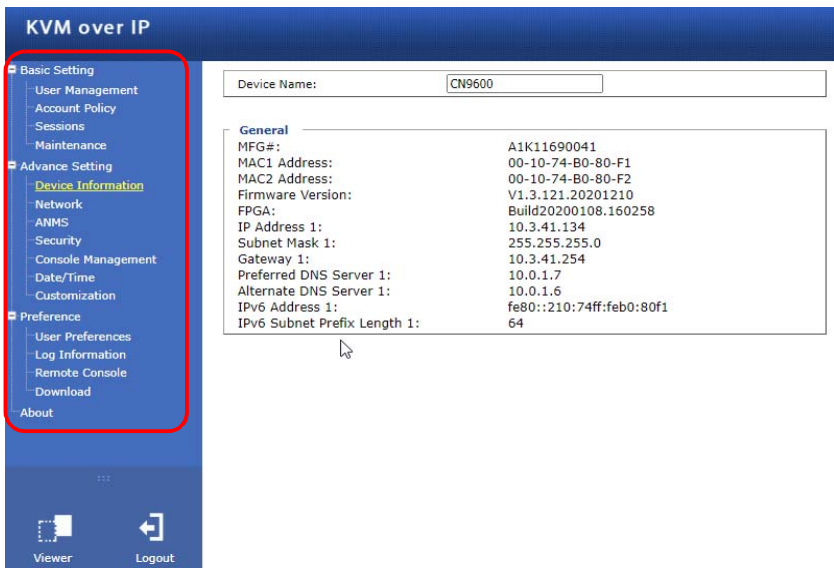 KVM over IP
Basic Setting
User Management
Account Policy
Sessions
Maintenance
Advance Setting
Device Information
Network
ANMS
Security
Console Management
Date/Time
Customization
Preference
User Preferences
Log Information
Remote Console
Download
About
Viewer Logout
Device Name: CN9600
General
MFG#: A1K11690041
MAC1 Address: 00-10-74-B0-80-F1
MAC2 Address: 00-10-74-B0-80-F2
Firmware Version: V1.3.121.20201210
FPGA: Build20200108.160258
IP Address 1: 10.3.41.134
Subnet Mask 1: 255.255.255.0
Gateway 1: 10.3.41.254
Preferred DNS Server 1: 10.0.1.7
Alternate DNS Server 1: 10.0.1.6
IPv6 Address 1: fe80::210:74ff:feb0:80f1
IPv6 Subnet Prefix Length 1: 64